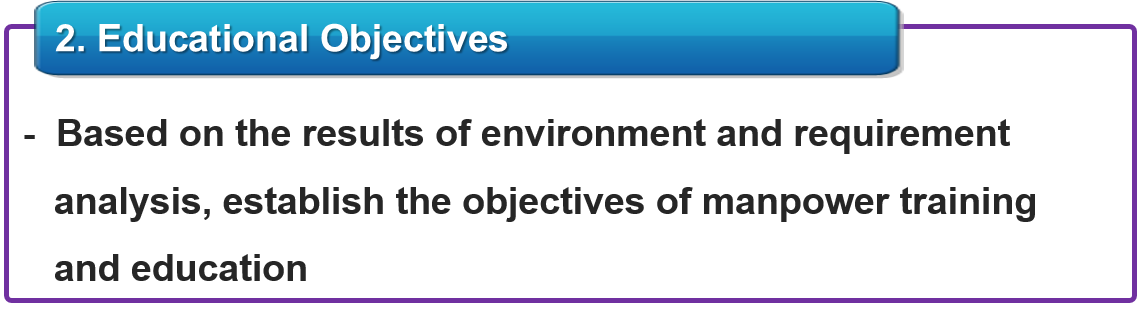 2. Educational Objectives
- Based on the results of environment and requirement
analysis, establish the objectives of manpower training
and education